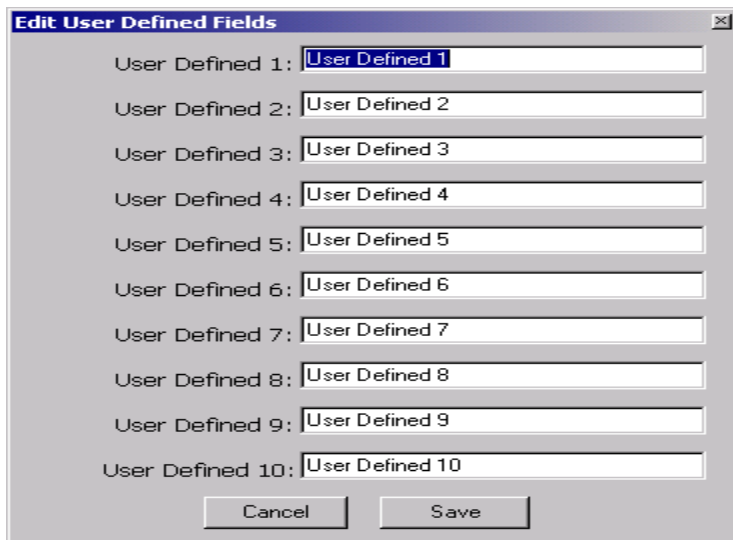 Edit User Defined Fields
User Defined 1: User Defined 1
User Defined 2: User Defined 2
User Defined 3: User Defined 3
User Defined 4: User Defined 4
User Defined 5: User Defined 5
User Defined 6: User Defined 6
User Defined 7: User Defined 7
User Defined 8: User Defined 8
User Defined 9: User Defined 9
User Defined 10: User Defined 10
Cancel Save